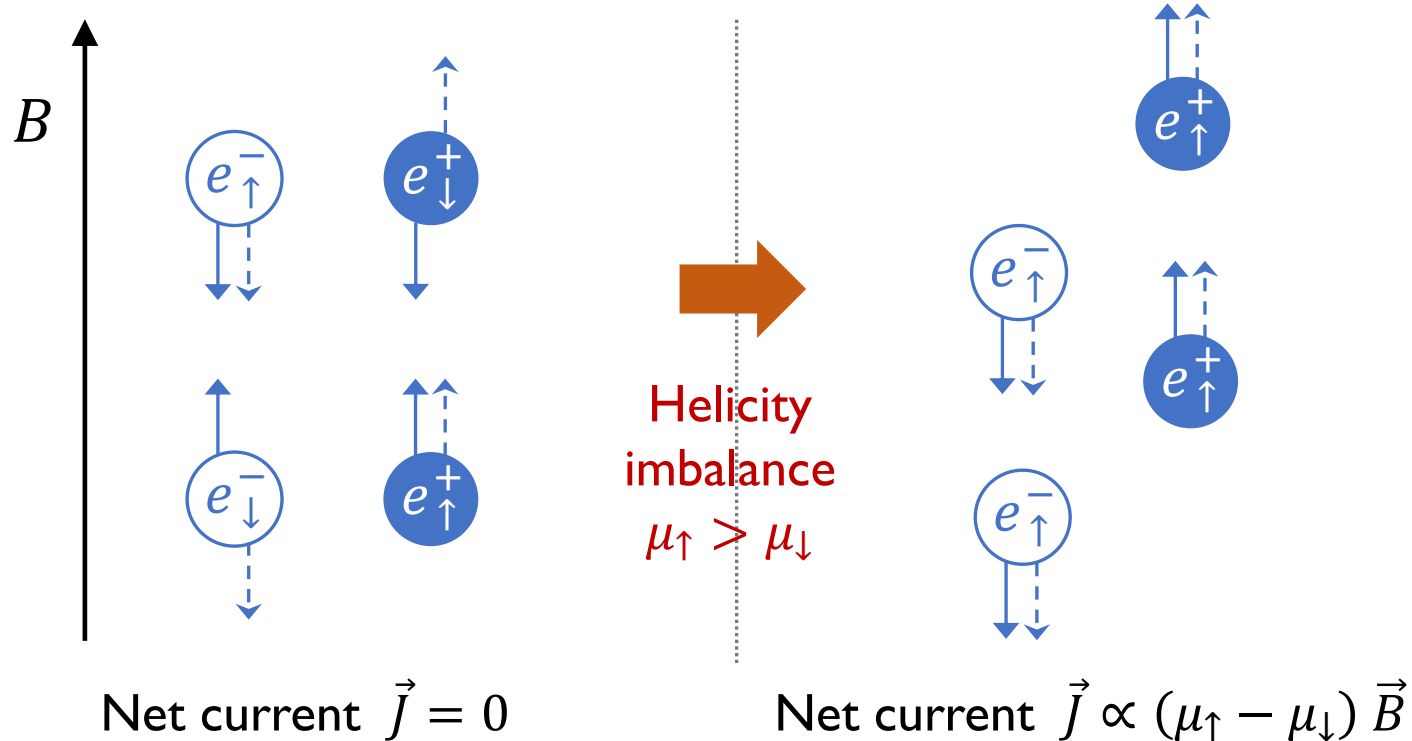 B
e⁻↑
e⁺↓
e⁻↓
e⁺↑
Helicity
imbalance
μ↑ > μ↓
e⁺↑
e⁻↑
e⁺↑
e⁻↑
Net current J⃗ = 0
Net current J⃗ ∝ (μ↑ − μ↓) B⃗